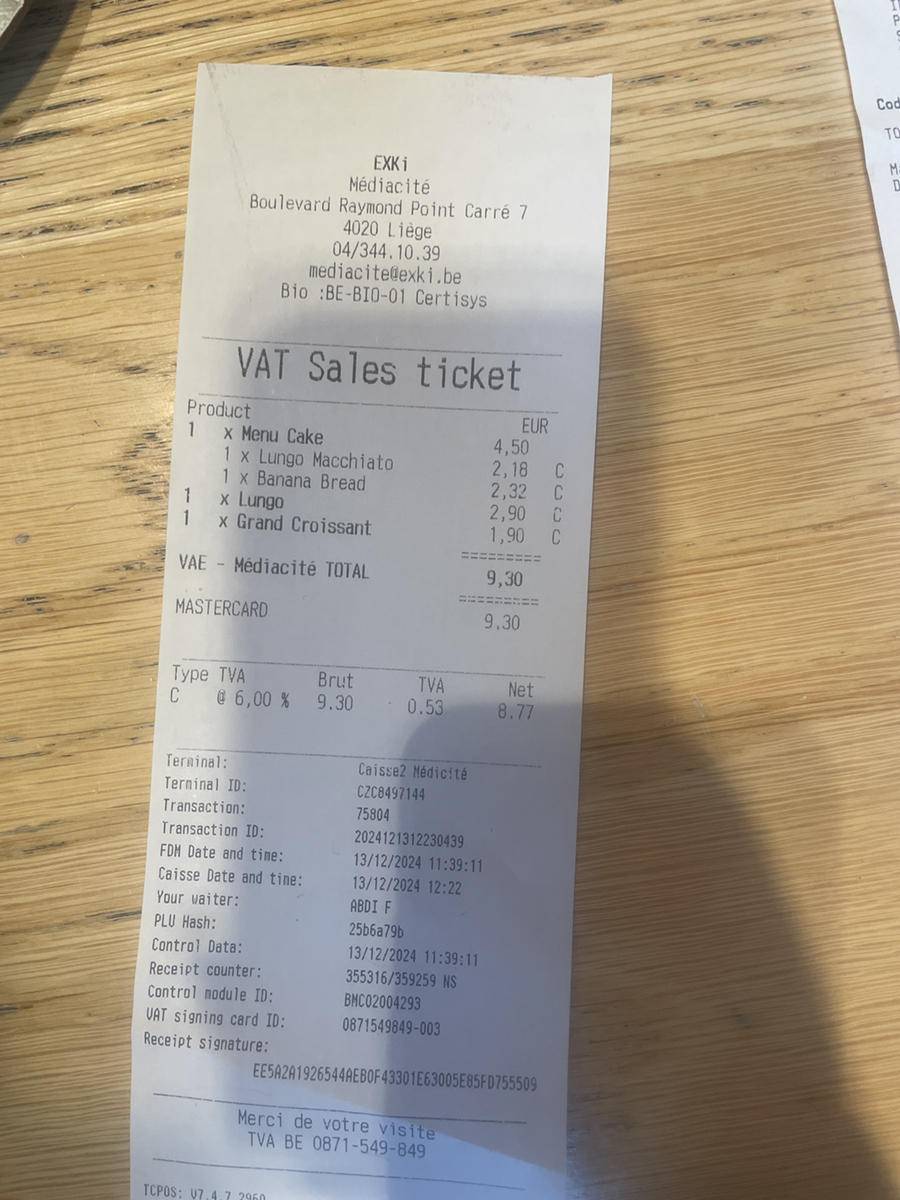 EXKi
Médiacité
Boulevard Raymond Point Carré 7
4020 Liège
04/344.10.39
mediacite@exki.be
Bio :BE-BIO-01 Certisys
VAT Sales ticket
Product EUR
1 x Menu Cake 4,50
1 x Lungo Macchiato 2,18 C
1 x Banana Bread 2,32 C
1 x Lungo 2,90 C
1 x Grand Croissant 1,90 C
=========
VAE - Médiacité TOTAL 9,30
=========
MASTERCARD 9.30
Type TVA Brut TVA Net
C @ 6,00 % 9.30 0.53 8.77
Terminal: Caisse2 Médicité
Terminal ID: CZC8497144
Transaction: 75804
Transaction ID: 2024121312230439
FDM Date and time: 13/12/2024 11:39:11
Caisse Date and time: 13/12/2024 12:22
Your waiter: ABDI F
PLU Hash: 25b6a79b
Control Data: 13/12/2024 11:39:11
Receipt counter: 355316/359259 NS
Control module ID: BMC02004293
VAT signing card ID: 0871549849-003
Receipt signature:
EE5A2A1926544AEB0F43301E63005E85FD755509
Merci de votre visite
TVA BE 0871-549-849
TCPOS: V7.4.7.2960
Cod
TO